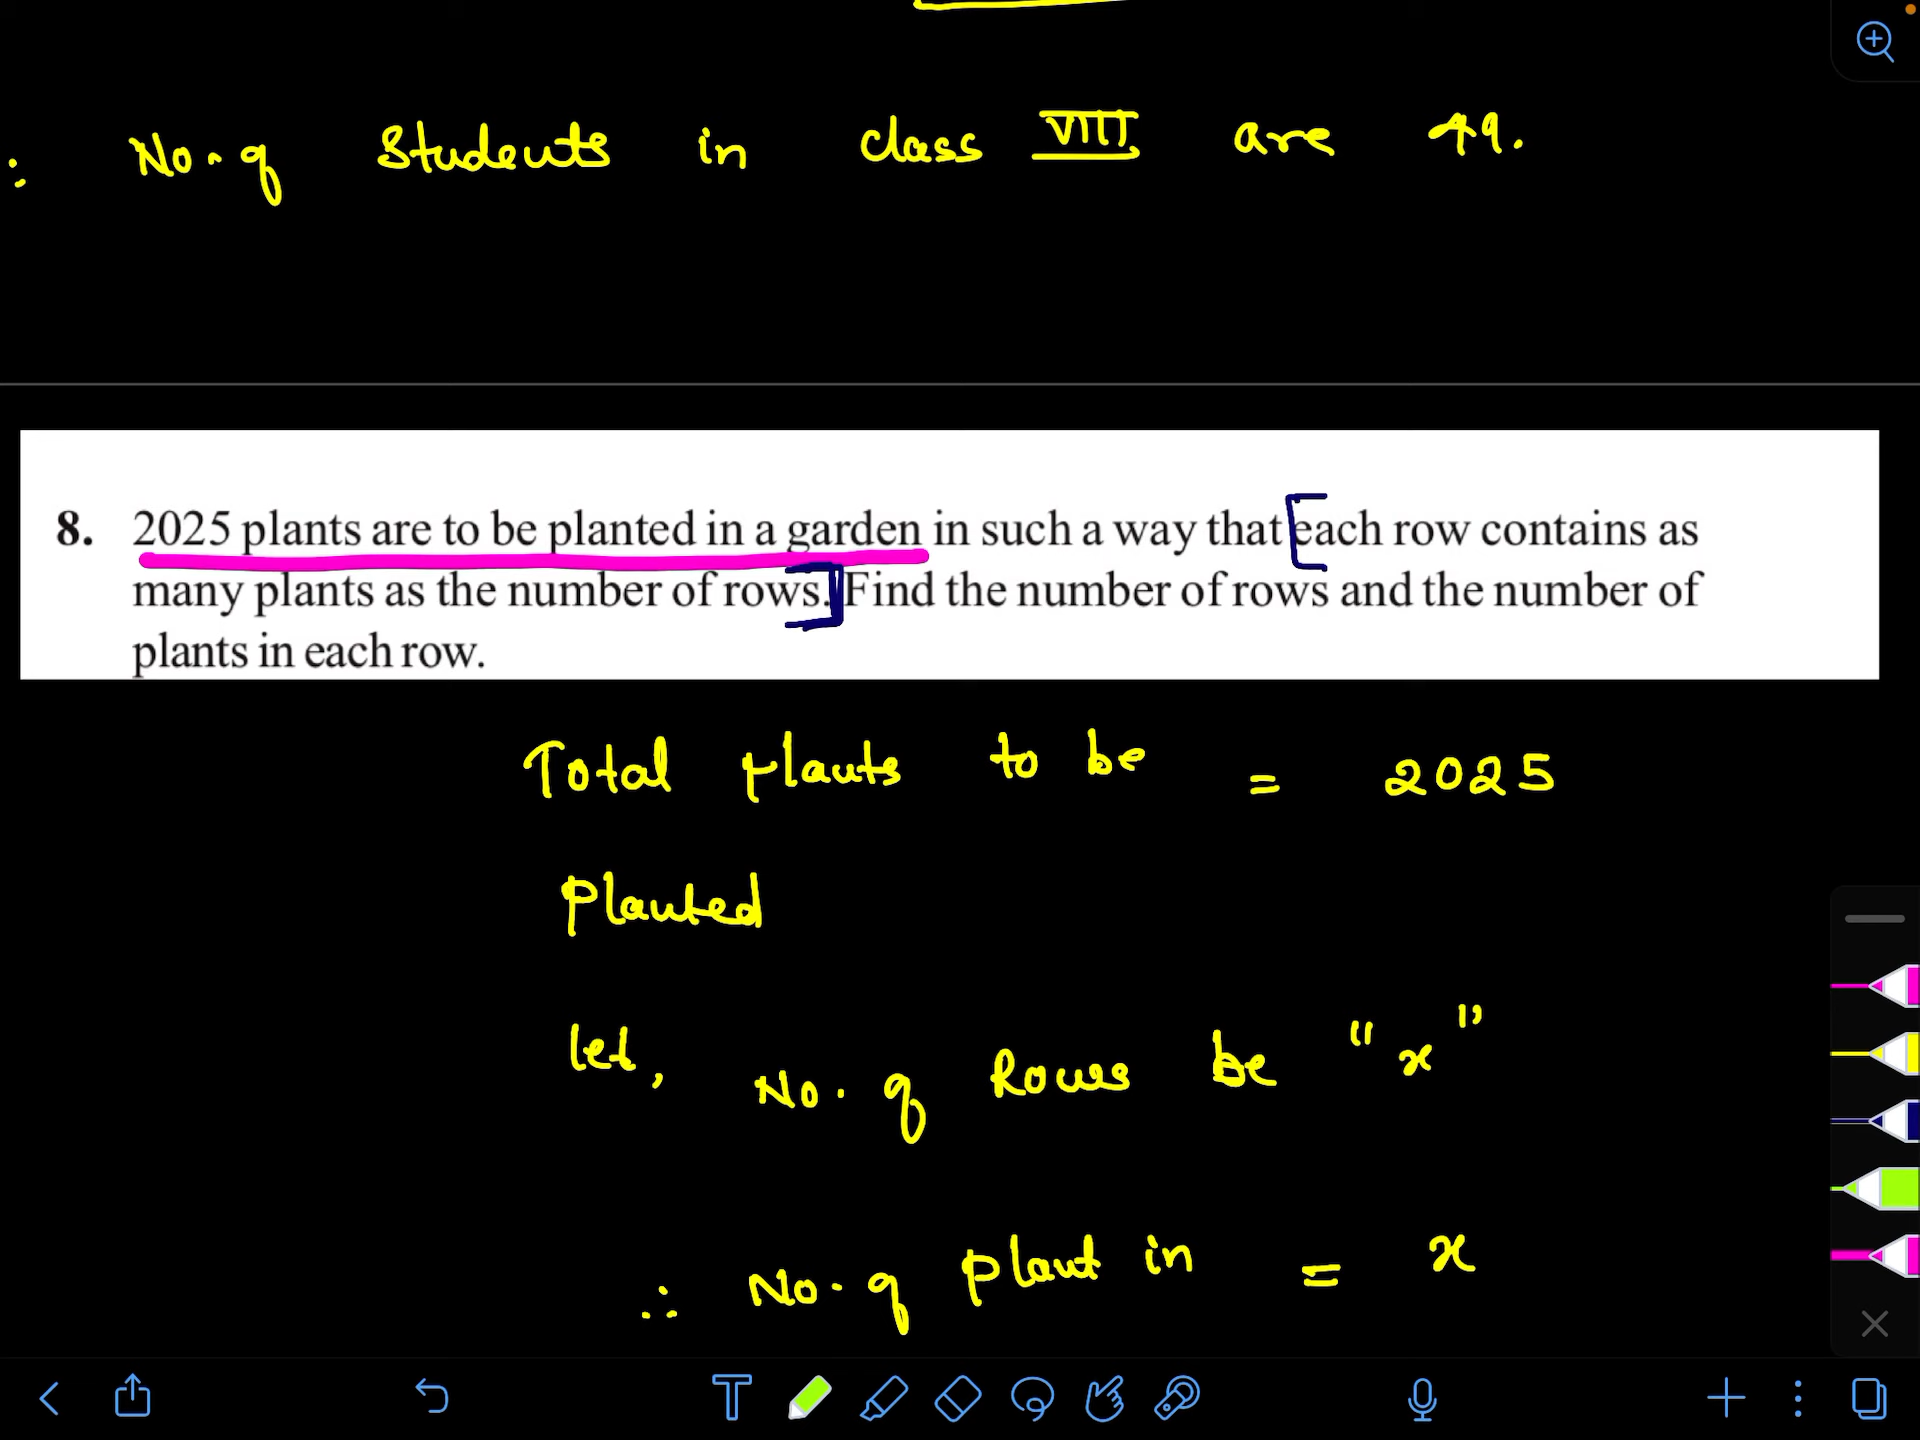 ∴ No. of Students in class VIII are 49.
8. 2025 plants are to be planted in a garden in such a way that each row contains as
many plants as the number of rows. Find the number of rows and the number of
plants in each row.
Total plants to be = 2025
Planted
let, No. of Rows be "x"
∴ No. of plant in = x